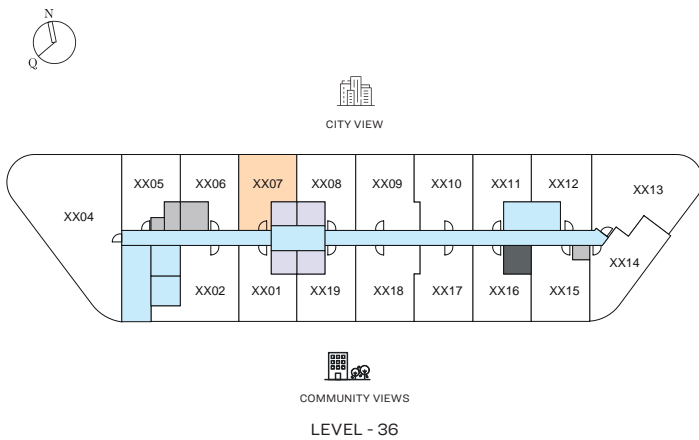 N
Q
CITY VIEW
XX04
XX05
XX06
XX07
XX08
XX09
XX10
XX11
XX12
XX13
XX14
XX02
XX01
XX19
XX18
XX17
XX16
XX15
COMMUNITY VIEWS
LEVEL - 36